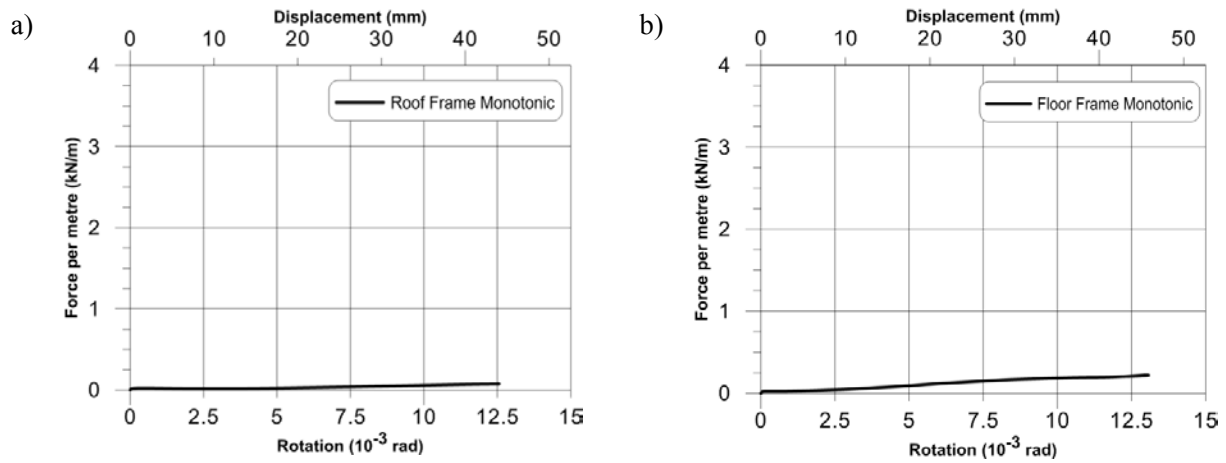 a)
Displacement (mm)
0 10 20 30 40 50
4
3
2
1
0
Force per metre (kN/m)
Roof Frame Monotonic
0 2.5 5 7.5 10 12.5 15
Rotation (10⁻³ rad)
b)
Displacement (mm)
0 10 20 30 40 50
4
3
2
1
0
Force per metre (kN/m)
Floor Frame Monotonic
0 2.5 5 7.5 10 12.5 15
Rotation (10⁻³ rad)